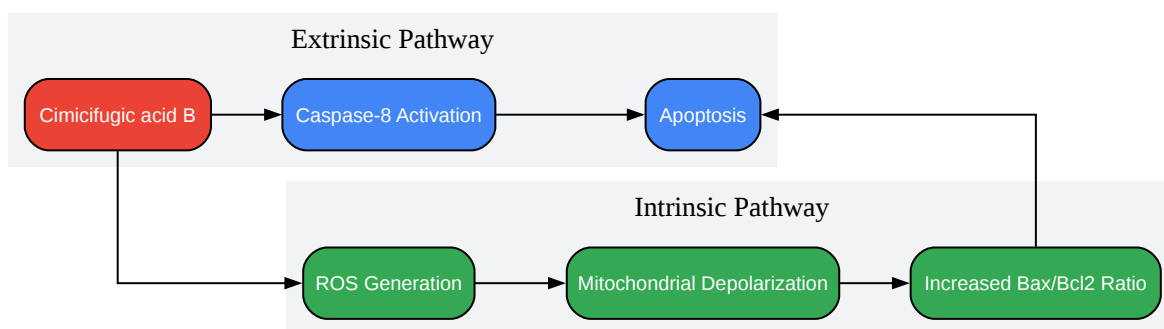 Extrinsic Pathway
Cimicifugic acid B
Caspase-8 Activation
Apoptosis
Intrinsic Pathway
ROS Generation
Mitochondrial Depolarization
Increased Bax/Bcl2 Ratio